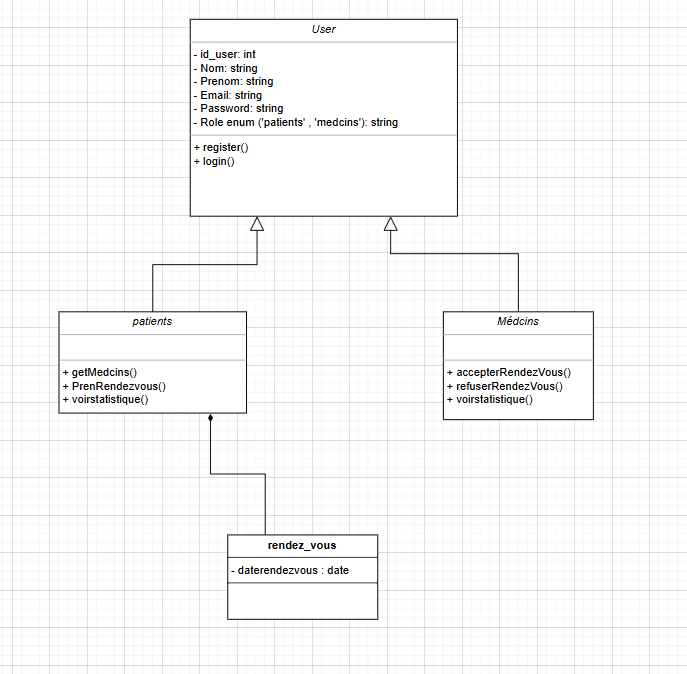 User
- id_user: int
- Nom: string
- Prenom: string
- Email: string
- Password: string
- Role enum ('patients' , 'medcins'): string
+ register()
+ login()
patients
+ getMedcins()
+ PrenRendezvous()
+ voirstatistique()
Médcins
+ accepterRendezVous()
+ refuserRendezVous()
+ voirstatistique()
rendez_vous
- daterendezvous : date